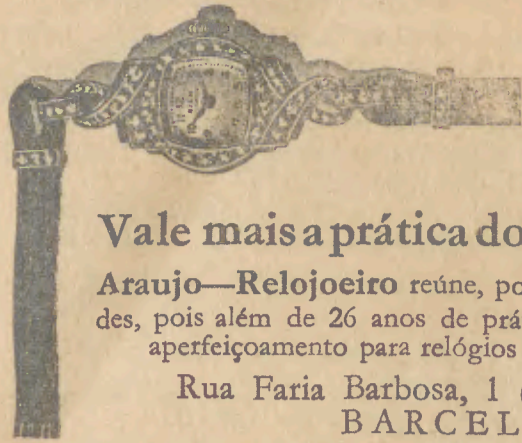 Vale mais a prática do
Araujo—Relojoeiro reúne, po
des, pois além de 26 anos de prá
aperfeiçoamento para relógios
Rua Faria Barbosa, 1
BARCEL